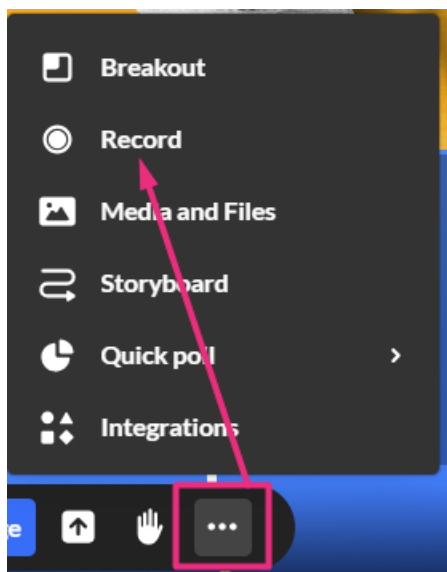 Breakout
Record
Media and Files
Storyboard
Quick poll
Integrations